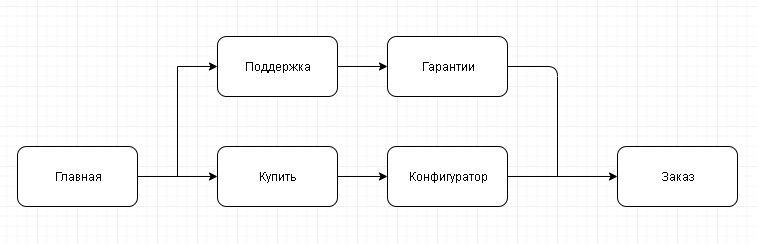 Поддержка
Гарантии
Главная
Купить
Конфигуратор
Заказ